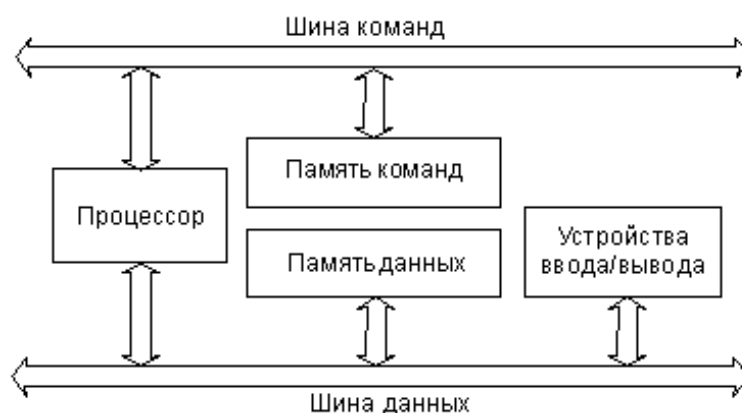 Шина команд
Память команд
Процессор
Память данных
Устройства
ввода/вывода
Шина данных